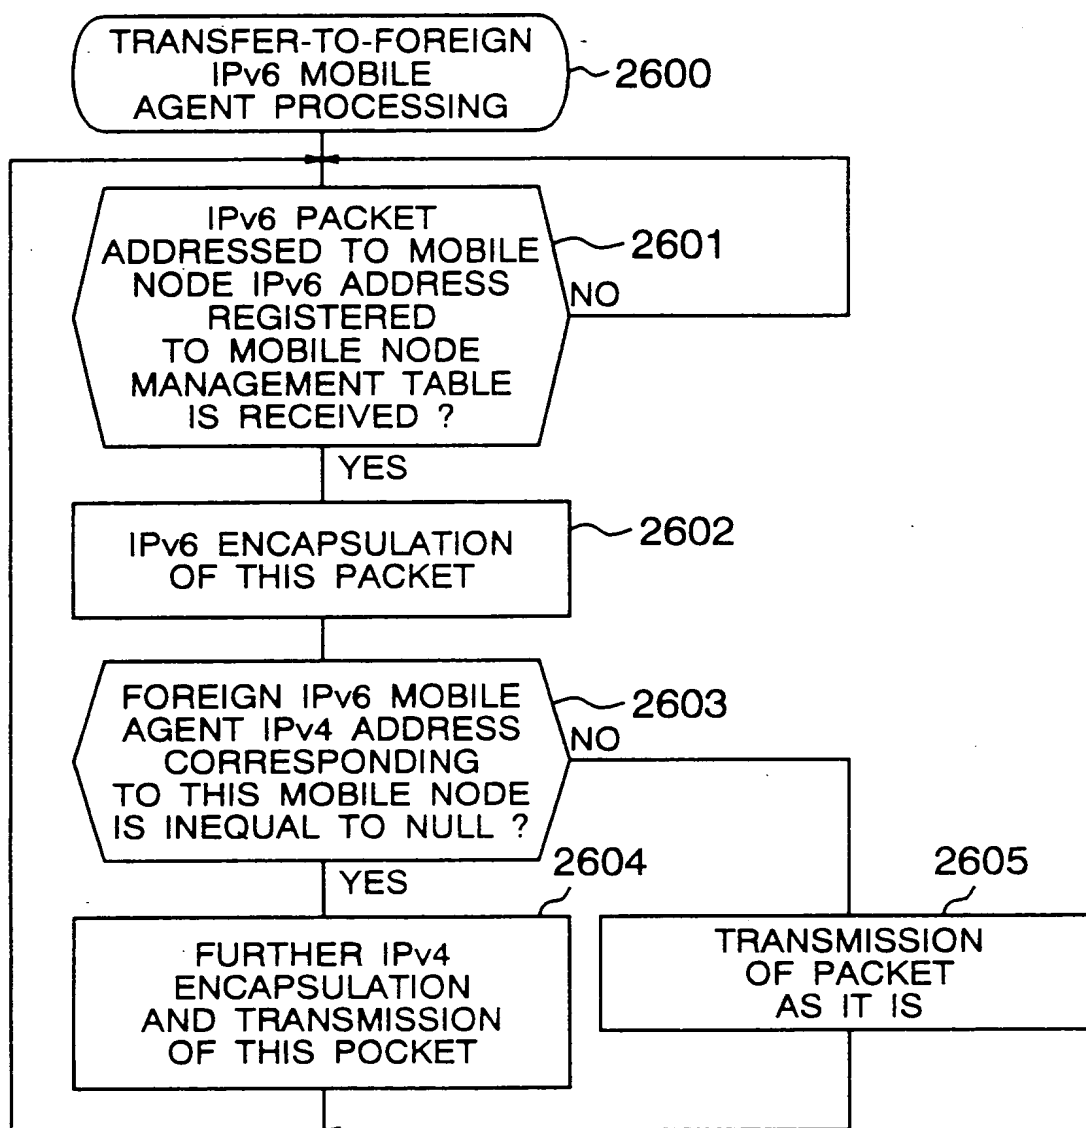 TRANSFER-TO-FOREIGN
IPv6 MOBILE
AGENT PROCESSING
2600
IPv6 PACKET
ADDRESSED TO MOBILE
NODE IPv6 ADDRESS
REGISTERED
TO MOBILE NODE
MANAGEMENT TABLE
IS RECEIVED ?
2601
NO
YES
IPv6 ENCAPSULATION
OF THIS PACKET
2602
FOREIGN IPv6 MOBILE
AGENT IPv4 ADDRESS
CORRESPONDING
TO THIS MOBILE NODE
IS INEQUAL TO NULL ?
2603
NO
YES
2604
FURTHER IPv4
ENCAPSULATION
AND TRANSMISSION
OF THIS POCKET
2605
TRANSMISSION
OF PACKET
AS IT IS